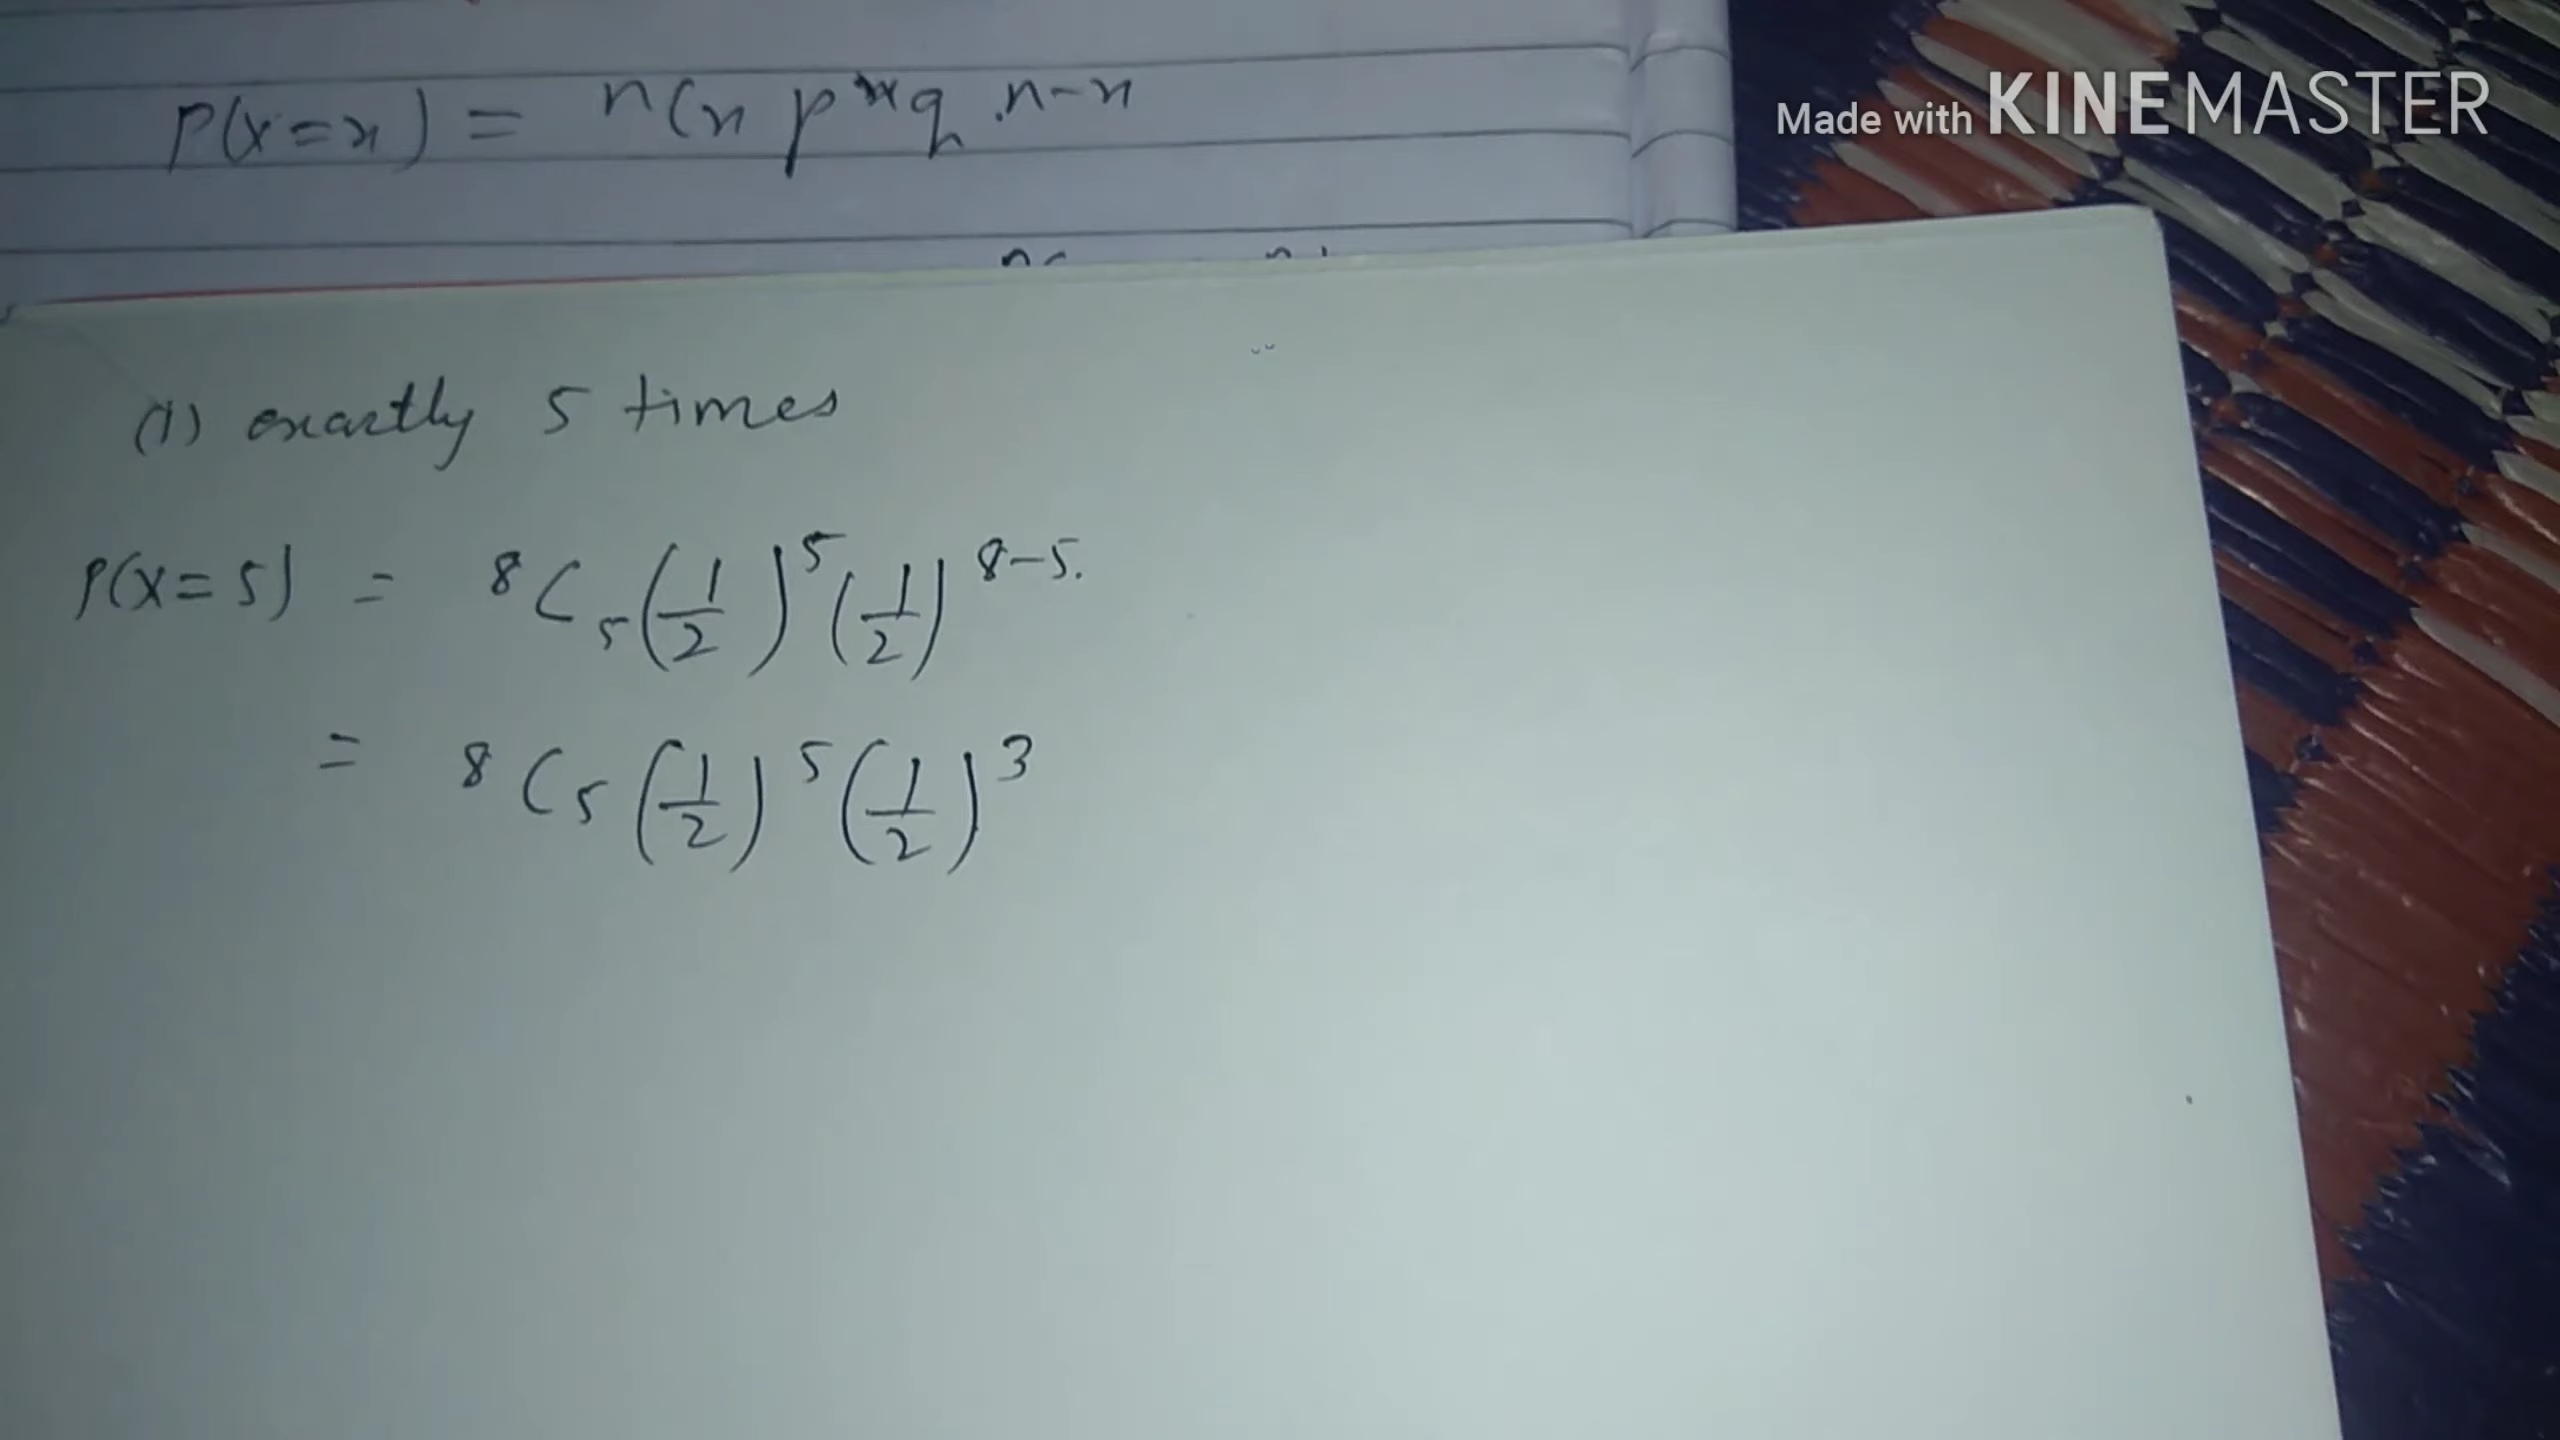 Made with KINEMASTER
P(x=x) = nCx p^x q^n-x
(1) exactly 5 times
P(X=5) = 8C5(1/2)^5(1/2)^8-5.
= 8C5(1/2)^5(1/2)^3